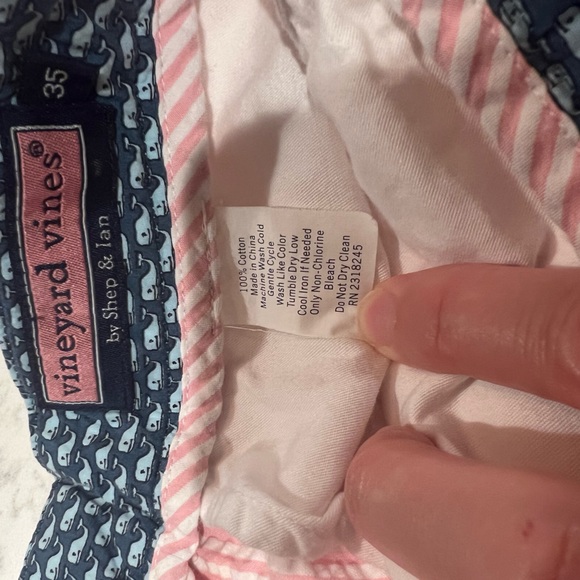 35
vineyard vines®
by Shep & Ian
100% Cotton
Made in China
Machine Wash Cold
Gentle Cycle
Wash Like Color
Tumble Dry Low
Cool Iron If Needed
Only Non-Chlorine
Bleach
Do Not Dry Clean
RN 2318245